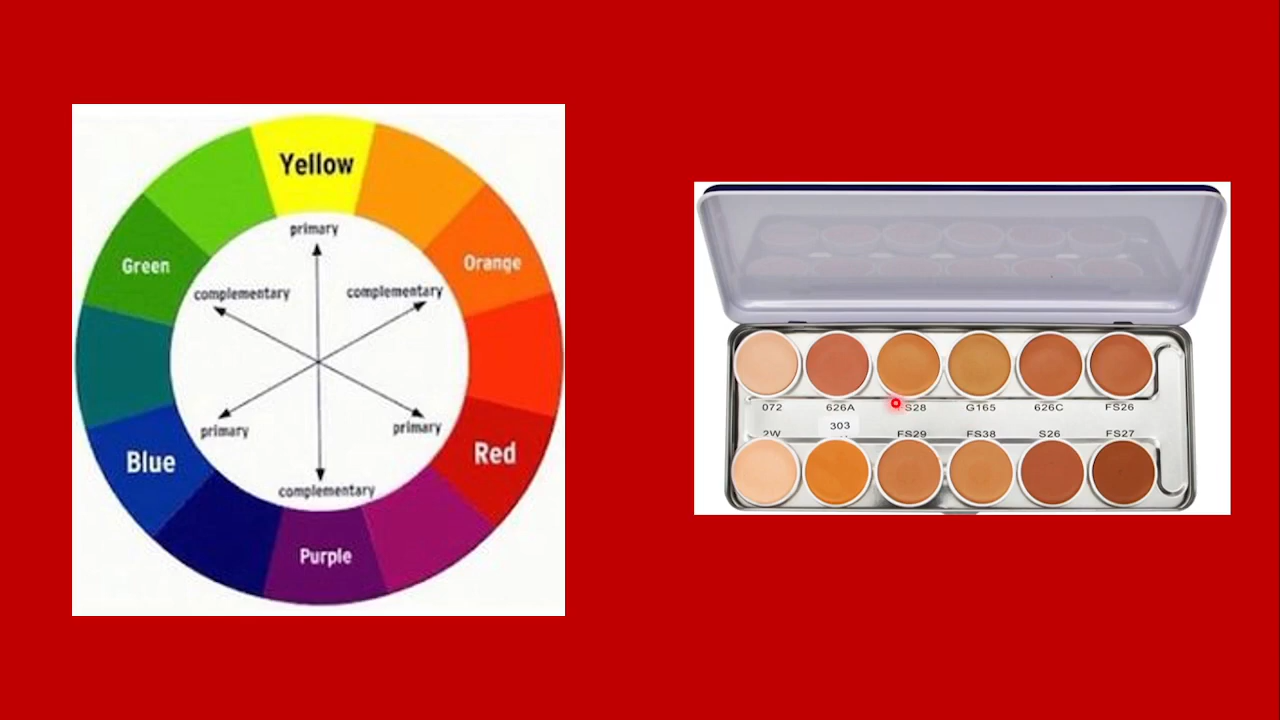 Yellow
primary
Green
Orange
complementary
complementary
primary
primary
Blue
Red
complementary
Purple
072 626A S28 G165 626C FS26
303
2W FS29 FS38 S26 FS27